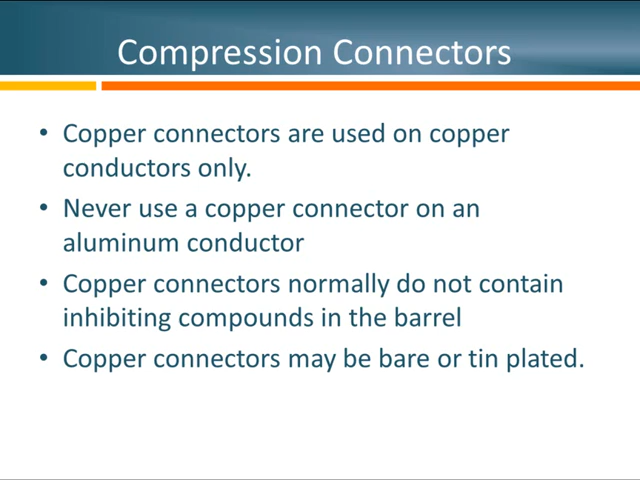 Compression Connectors
• Copper connectors are used on copper
conductors only.
• Never use a copper connector on an
aluminum conductor
• Copper connectors normally do not contain
inhibiting compounds in the barrel
• Copper connectors may be bare or tin plated.